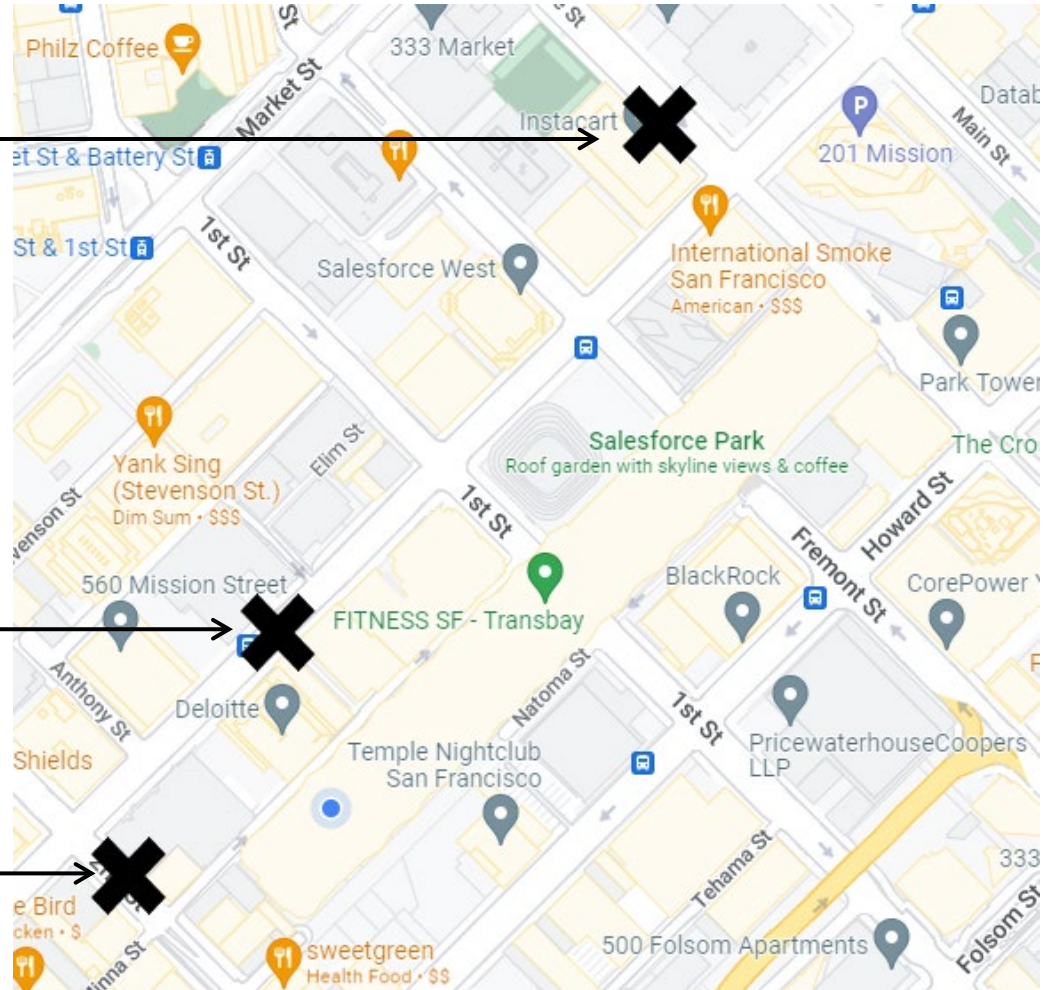 Philz Coffee
St
333 Market
Market St
Instacart
P
201 Mission
Datab
Main St
et St & Battery St
1st St
St & 1st St
Salesforce West
International Smoke
San Francisco
American • $$$
Park Tower
Salesforce Park
Roof garden with skyline views & coffee
The Cro
Yank Sing
(Stevenson St.)
Dim Sum • $$$
Elim St
1st St
Howard St
venson St
Fremont St
560 Mission Street
BlackRock
CorePower Y
FITNESS SF - Transbay
Anthony St
Natoma St
Deloitte
1st St
Shields
Temple Nightclub
San Francisco
PricewaterhouseCoopers
LLP
Tehama St
333
e Bird
cken • $
Minna St
sweetgreen
Health Food • $$
500 Folsom Apartments
Folsom St